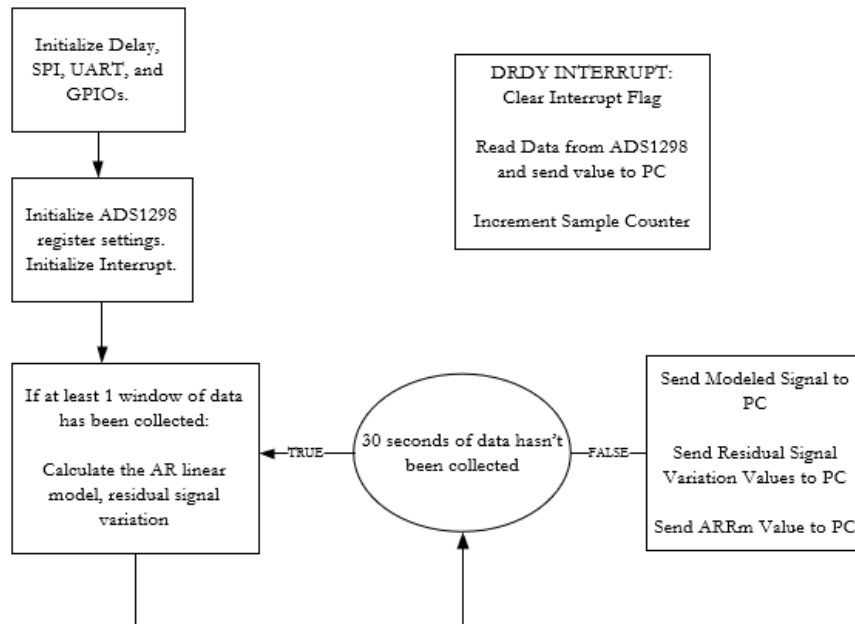 Initialize Delay,
SPI, UART, and
GPIOs.
DRDY INTERRUPT:
Clear Interrupt Flag
Read Data from ADS1298
and send value to PC
Increment Sample Counter
Initialize ADS1298
register settings.
Initialize Interrupt.
If at least 1 window of data
has been collected:
Calculate the AR linear
model, residual signal
variation
TRUE
30 seconds of data hasn't
been collected
FALSE
Send Modeled Signal to
PC
Send Residual Signal
Variation Values to PC
Send ARRm Value to PC